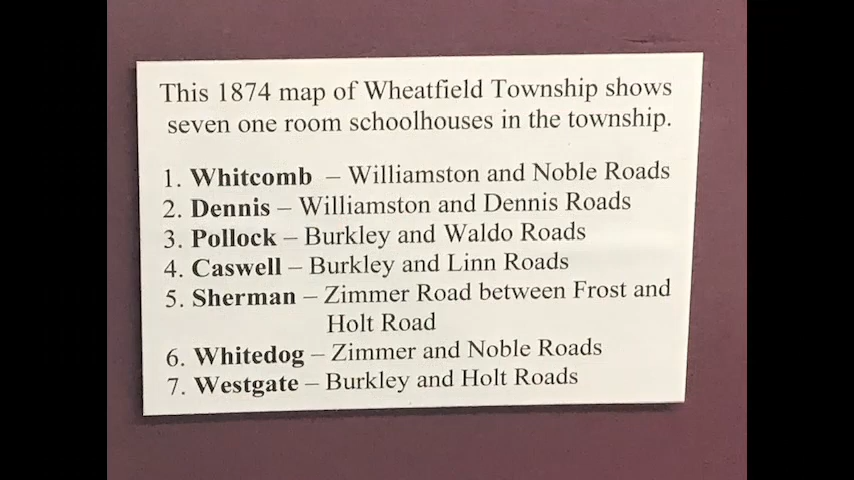 This 1874 map of Wheatfield Township shows
seven one room schoolhouses in the township.
1. Whitcomb – Williamston and Noble Roads
2. Dennis – Williamston and Dennis Roads
3. Pollock – Burkley and Waldo Roads
4. Caswell – Burkley and Linn Roads
5. Sherman – Zimmer Road between Frost and
Holt Road
6. Whitedog – Zimmer and Noble Roads
7. Westgate – Burkley and Holt Roads